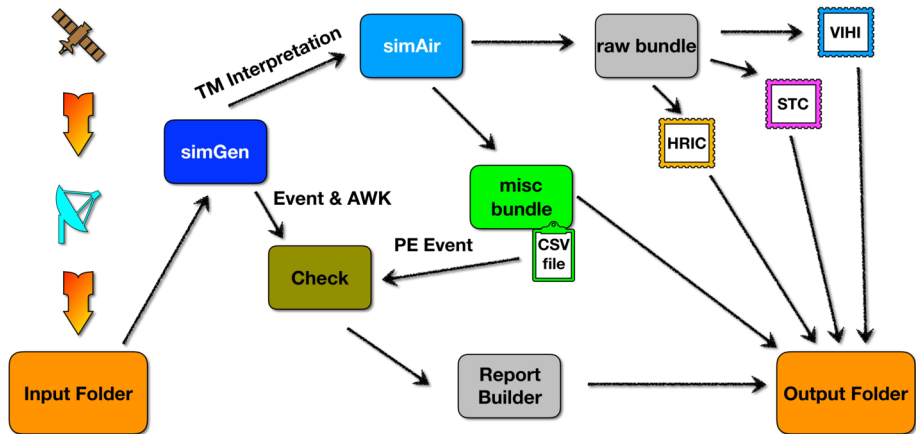 simAir
raw bundle
VIHI
TM Interpretation
STC
simGen
HRIC
Event & AWK
misc
bundle
PE Event
CSV
file
Check
Input Folder
Report
Builder
Output Folder